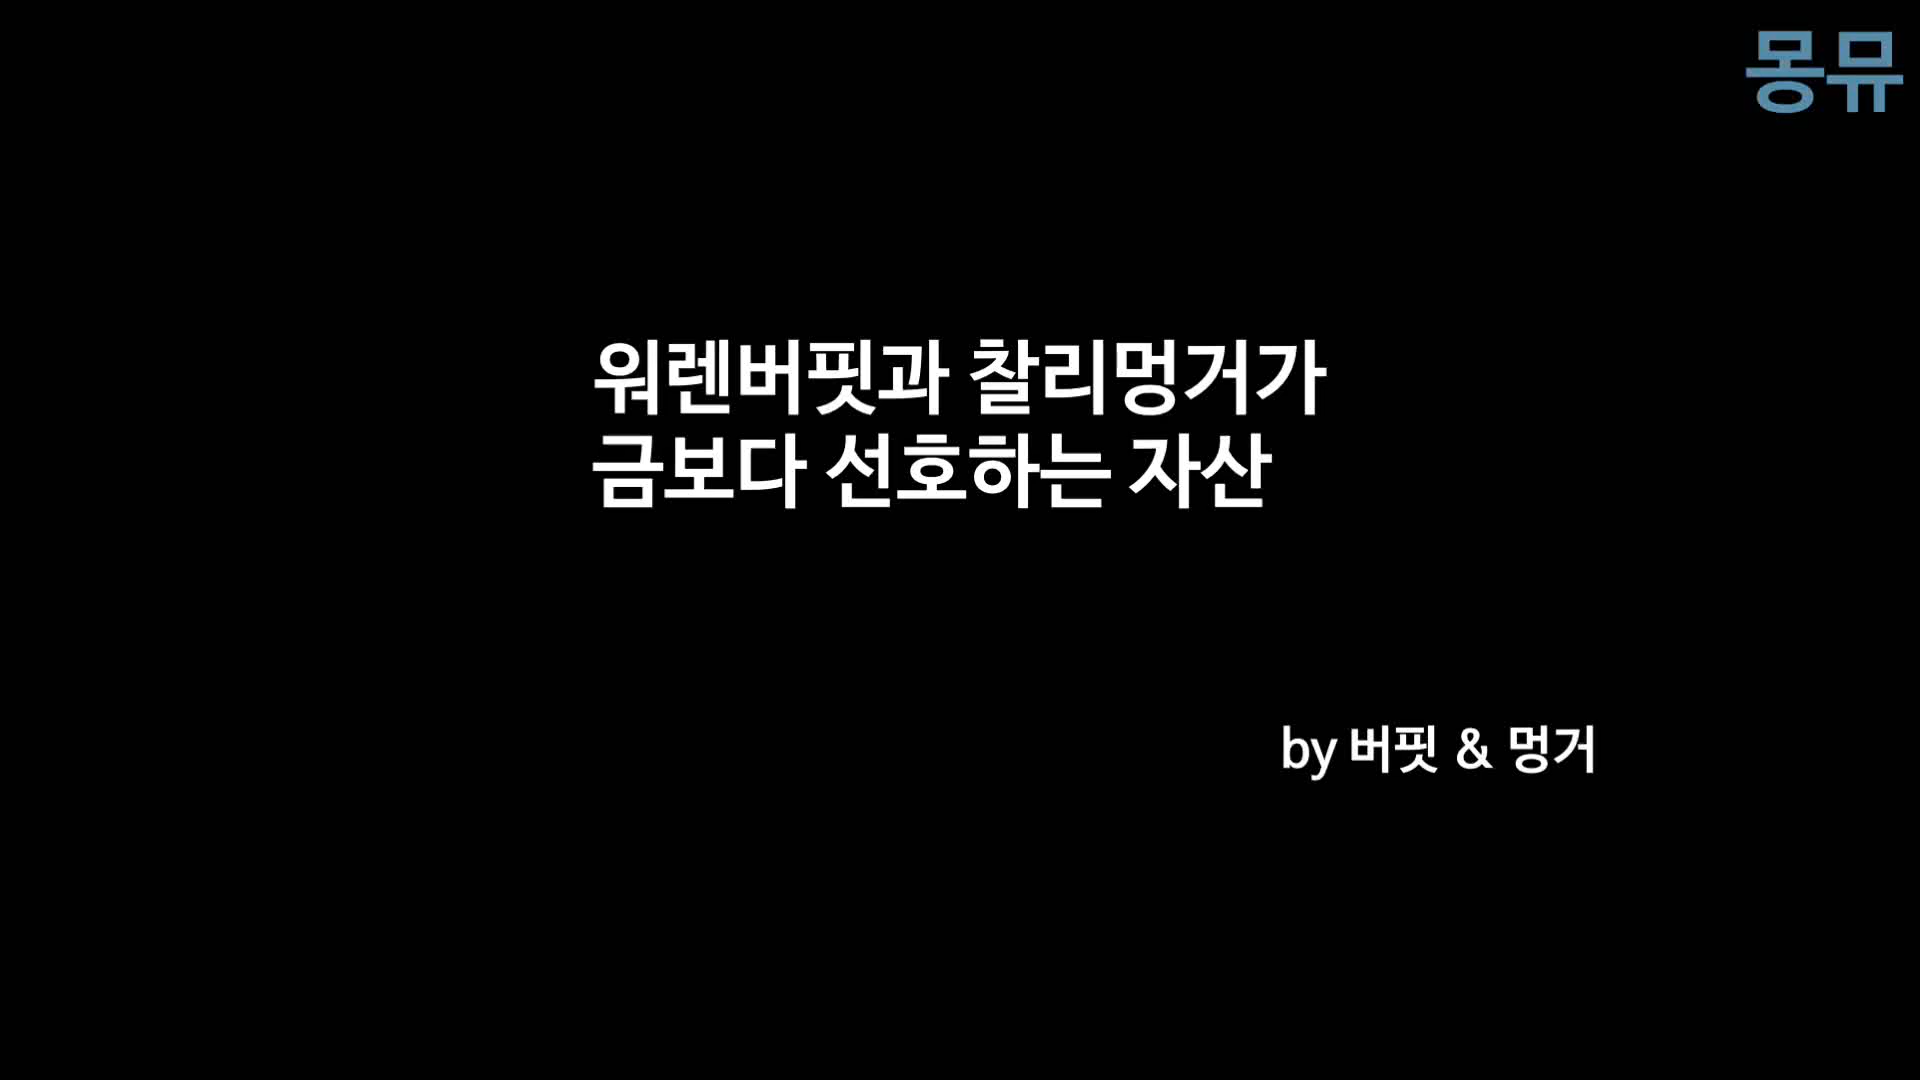 몽뮤
워렌버핏과 찰리멍거가
금보다 선호하는 자산
by 버핏 & 멍거